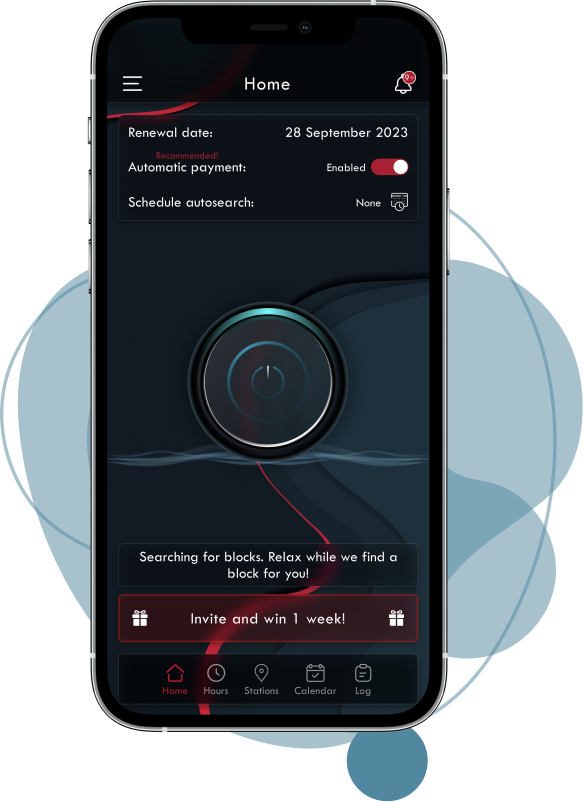 Home
9+
Renewal date: 28 September 2023
Recommended!
Automatic payment: Enabled
Schedule autosearch: None
Searching for blocks. Relax while we find a
block for you!
Invite and win 1 week!
Home Hours Stations Calendar Log